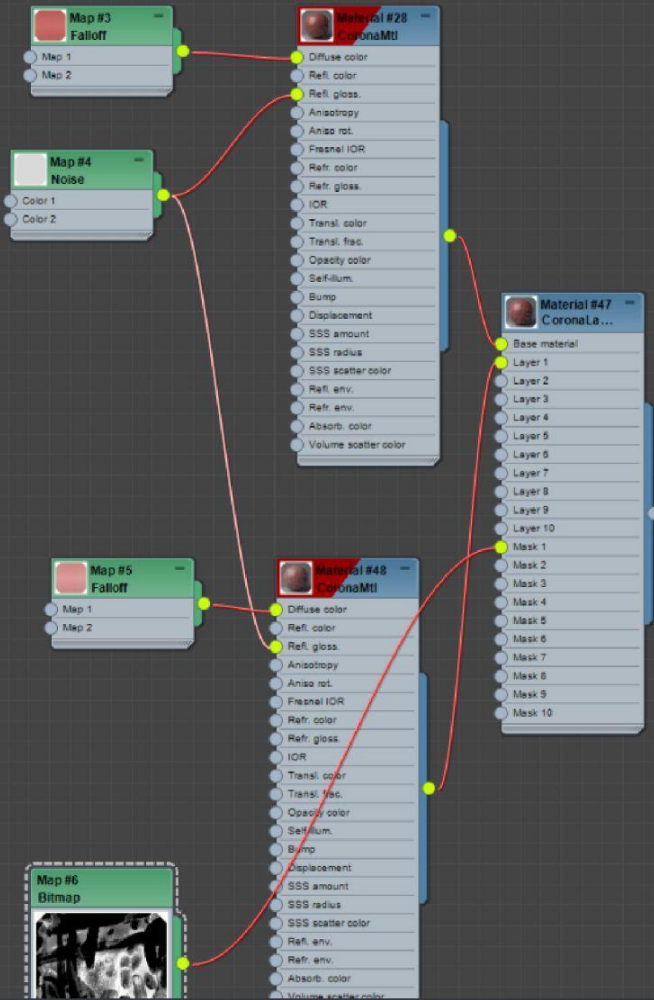 Map #3
Falloff
Map 1
Map 2
Material #28
CoronaMtl
Diffuse color
Refl. color
Refl. gloss.
Anisotropy
Aniso rot.
Fresnel IOR
Refr. color
Refr. gloss.
IOR
Transl. color
Transl. frac.
Opacity color
Self-illum.
Bump
Displacement
SSS amount
SSS radius
SSS scatter color
Refl. env.
Refr. env.
Absorb. color
Volume scatter color
Map #4
Noise
Color 1
Color 2
Material #47
CoronaLa...
Base material
Layer 1
Layer 2
Layer 3
Layer 4
Layer 5
Layer 6
Layer 7
Layer 8
Layer 9
Layer 10
Mask 1
Mask 2
Mask 3
Mask 4
Mask 5
Mask 6
Mask 7
Mask 8
Mask 9
Mask 10
Map #5
Falloff
Map 1
Map 2
Material #48
CoronaMtl
Diffuse color
Refl. color
Refl. gloss.
Anisotropy
Aniso rot.
Fresnel IOR
Refr. color
Refr. gloss.
IOR
Transl. color
Transl. frac.
Opacity color
Self-illum.
Bump
Displacement
SSS amount
SSS radius
SSS scatter color
Refl. env.
Refr. env.
Absorb. color
Volume scatter color
Map #6
Bitmap